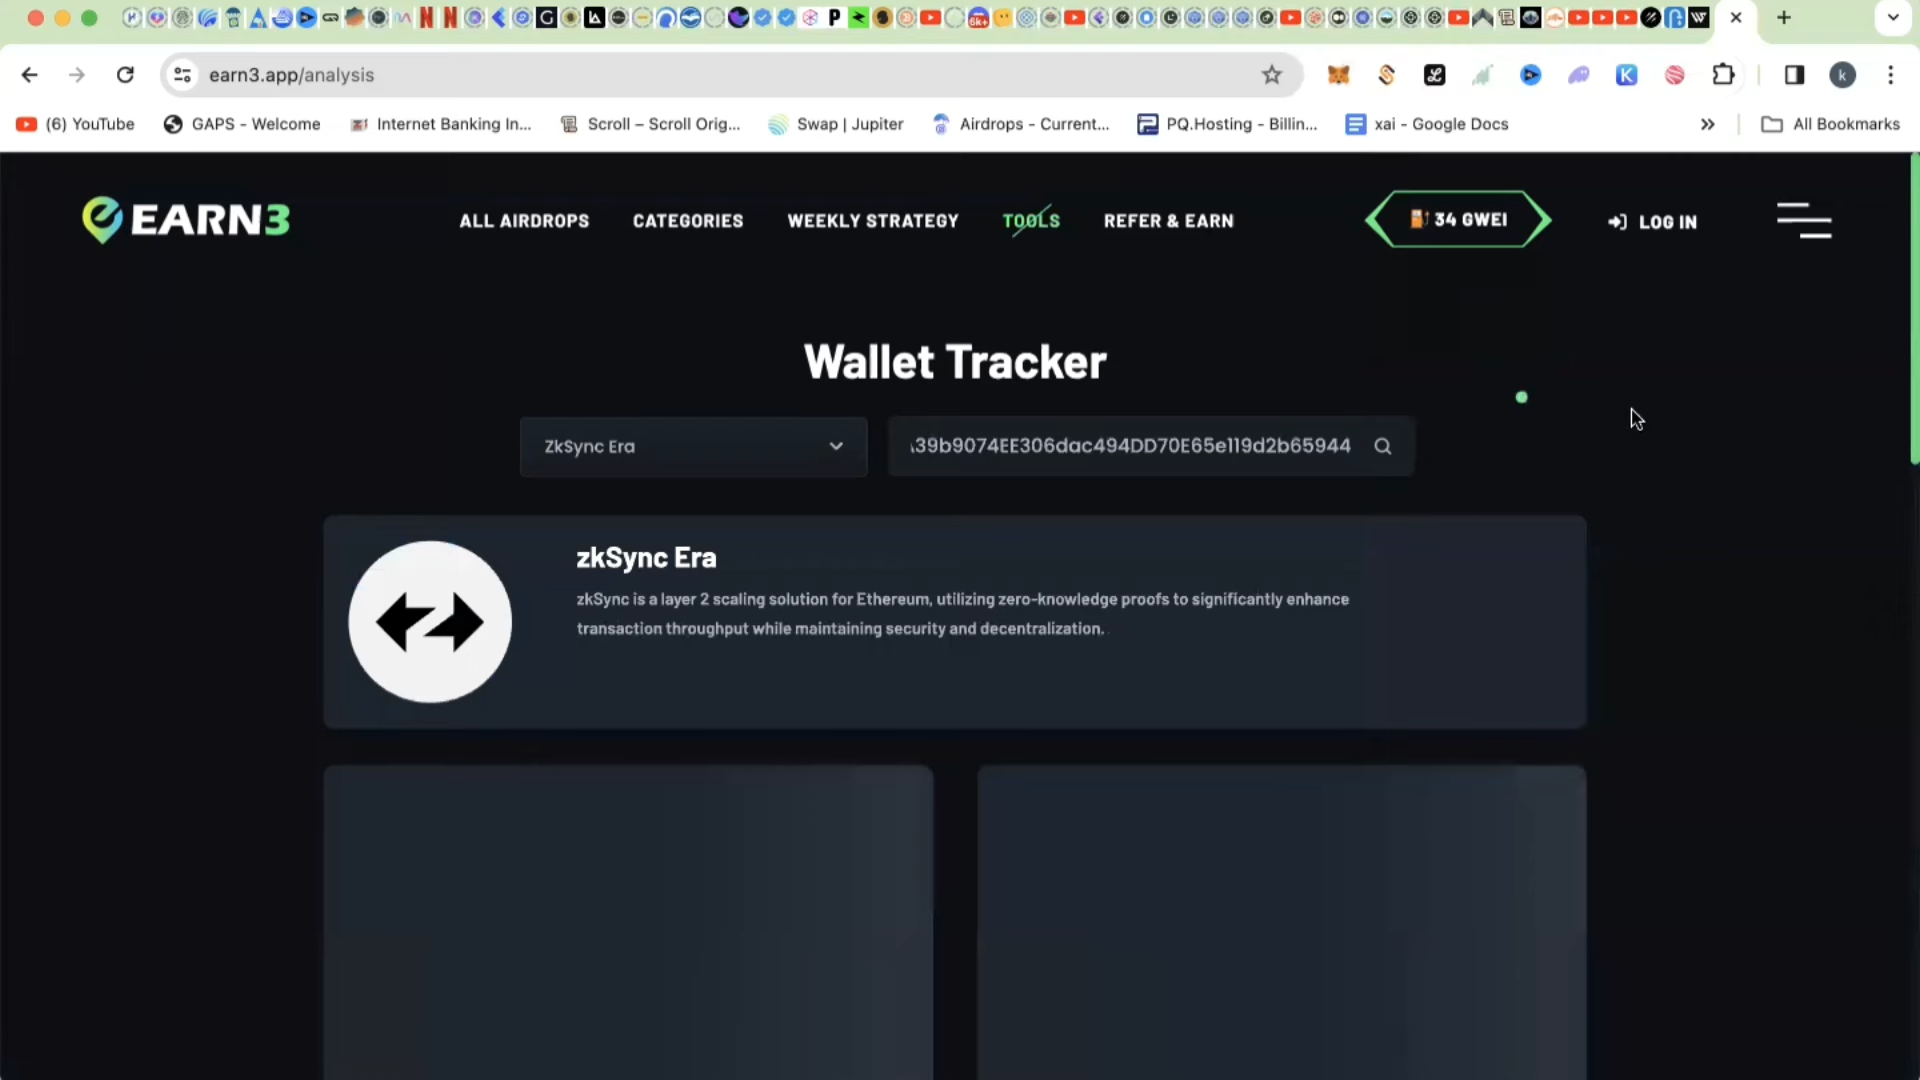 earn3.app/analysis
k
(6) YouTube
GAPS - Welcome
Internet Banking In...
Scroll – Scroll Orig...
Swap | Jupiter
Airdrops - Current...
PQ.Hosting - Billin...
xai - Google Docs
All Bookmarks
EARN3
ALL AIRDROPS
CATEGORIES
WEEKLY STRATEGY
TOOLS
REFER & EARN
34 GWEI
LOG IN
Wallet Tracker
ZkSync Era
39b9074EE306dac494DD70E65e119d2b65944
zkSync Era
zkSync is a layer 2 scaling solution for Ethereum, utilizing zero-knowledge proofs to significantly enhance
transaction throughput while maintaining security and decentralization.